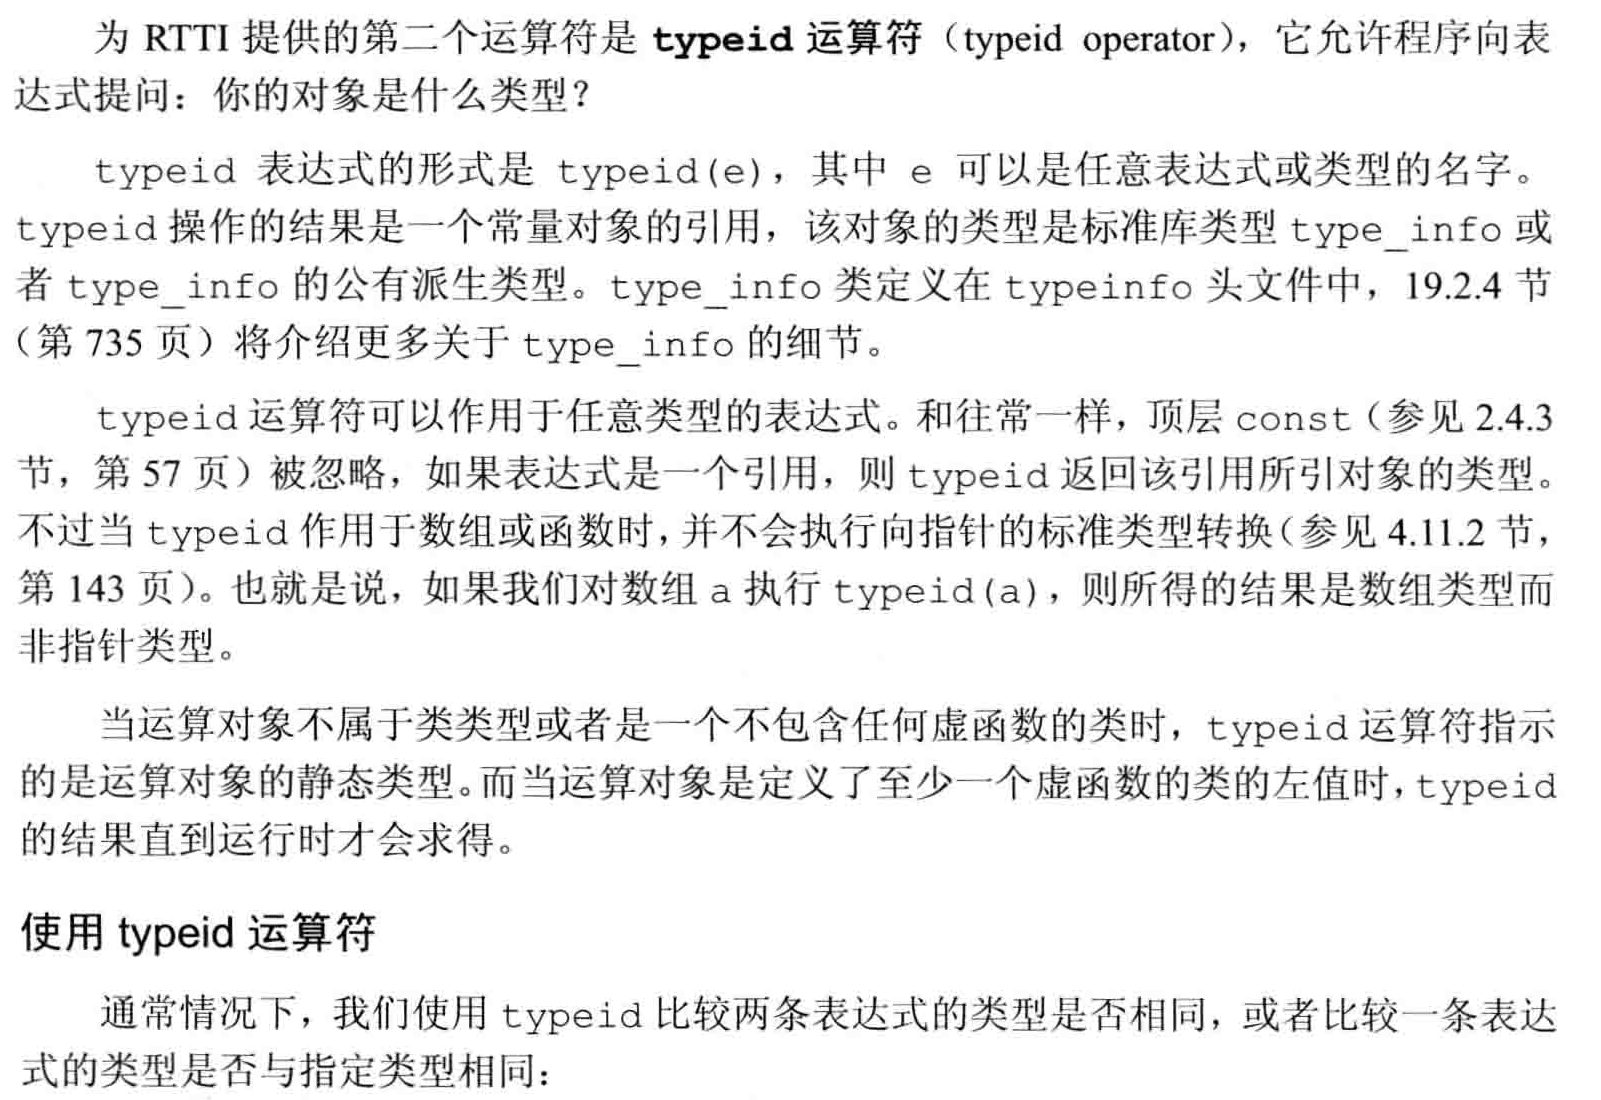 为 RTTI 提供的第二个运算符是 typeid 运算符（typeid operator），它允许程序向表
达式提问：你的对象是什么类型？
typeid 表达式的形式是 typeid(e)，其中 e 可以是任意表达式或类型的名字。
typeid 操作的结果是一个常量对象的引用，该对象的类型是标准库类型 type_info 或
者 type_info 的公有派生类型。type_info 类定义在 typeinfo 头文件中，19.2.4 节
（第 735 页）将介绍更多关于 type_info 的细节。
typeid 运算符可以作用于任意类型的表达式。和往常一样，顶层 const（参见 2.4.3
节，第 57 页）被忽略，如果表达式是一个引用，则 typeid 返回该引用所引对象的类型。
不过当 typeid 作用于数组或函数时，并不会执行向指针的标准类型转换（参见 4.11.2 节，
第 143 页）。也就是说，如果我们对数组 a 执行 typeid(a)，则所得的结果是数组类型而
非指针类型。
当运算对象不属于类类型或者是一个不包含任何虚函数的类时，typeid 运算符指示
的是运算对象的静态类型。而当运算对象是定义了至少一个虚函数的类的左值时，typeid
的结果直到运行时才会求得。
使用 typeid 运算符
通常情况下，我们使用 typeid 比较两条表达式的类型是否相同，或者比较一条表达
式的类型是否与指定类型相同：